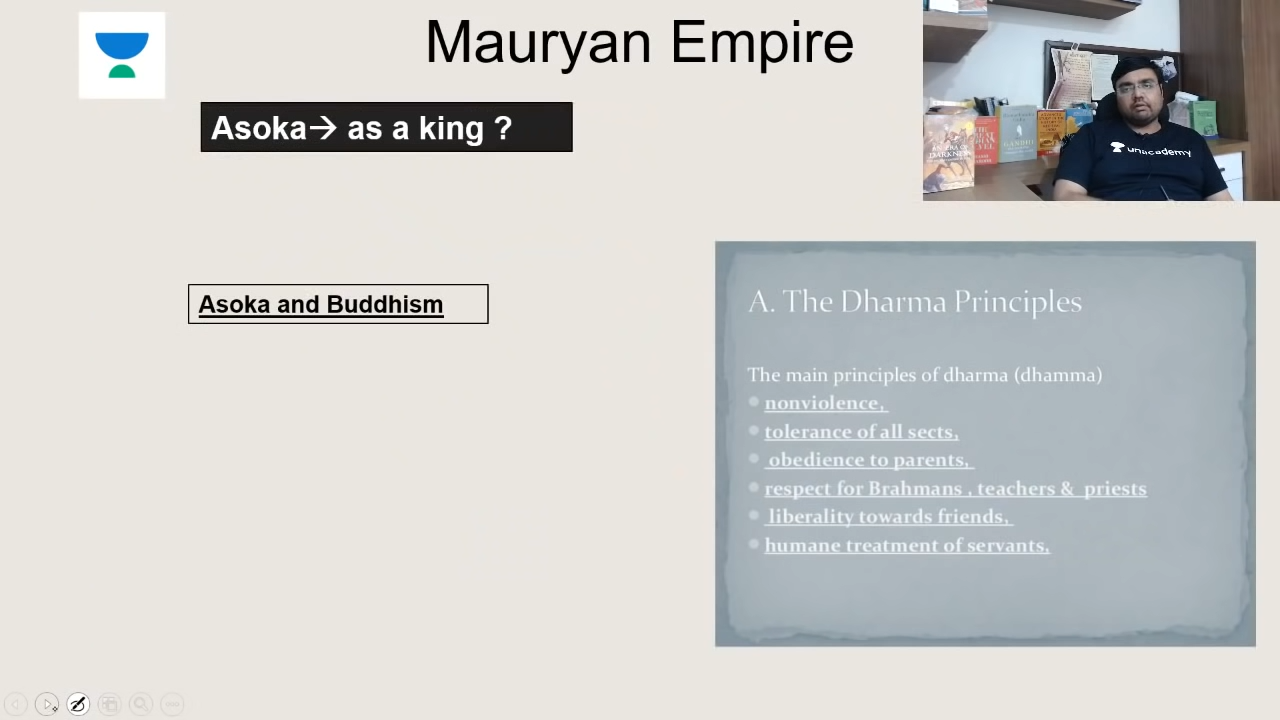 Mauryan Empire
Asoka→ as a king ?
unacademy
Asoka and Buddhism
A. The Dharma Principles
The main principles of dharma (dhamma)
nonviolence,
tolerance of all sects,
obedience to parents,
respect for Brahmans , teachers & priests
liberality towards friends,
humane treatment of servants,